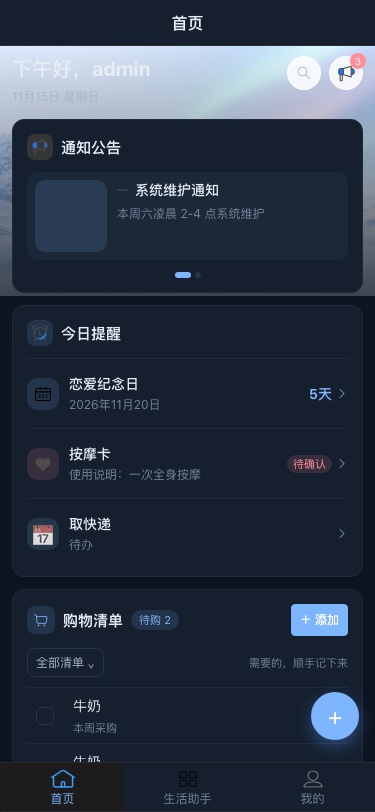 首页
下午好，admin
11月15日 星期日
3
通知公告
系统维护通知
本周六凌晨 2-4 点系统维护
今日提醒
恋爱纪念日
2026年11月20日
5天
按摩卡
使用说明：一次全身按摩
待确认
取快递
待办
购物清单
待购 2
+ 添加
全部清单
需要的，顺手记下来
牛奶
本周采购
+
牛奶
首页
生活助手
我的